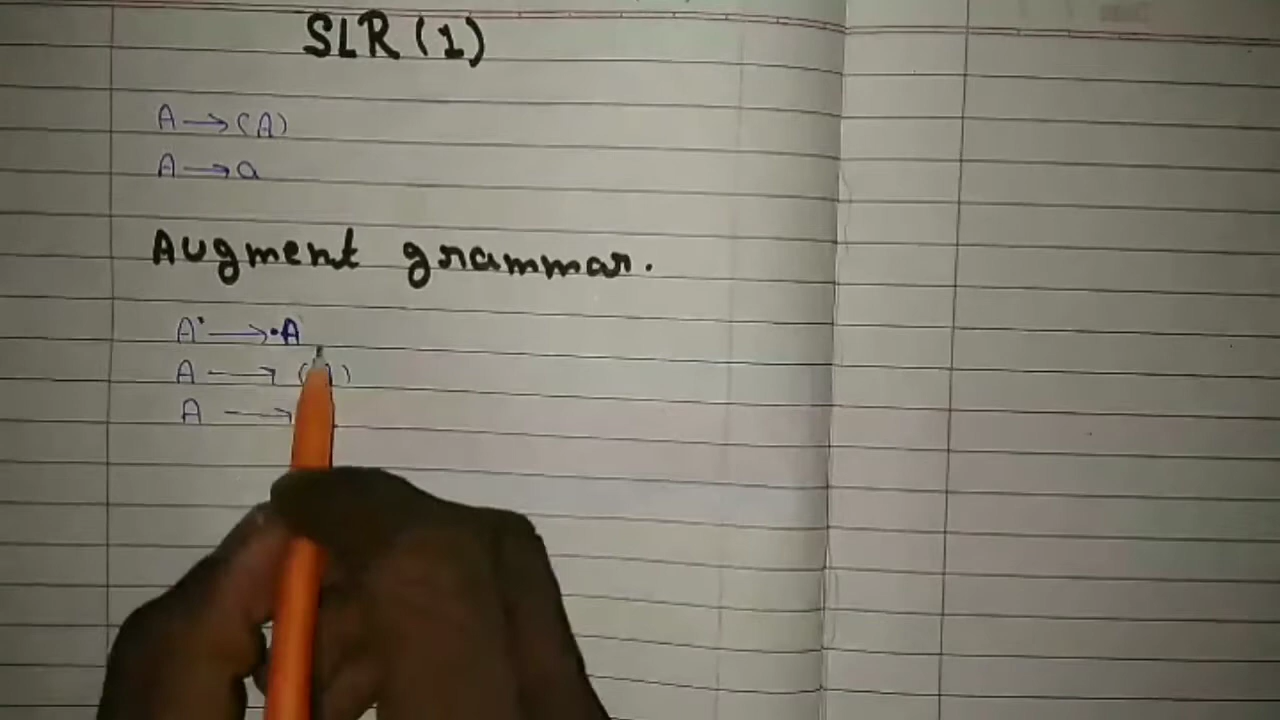 SLR (1)
A → (A)
A → a
Augment grammar.
A' → ·A
A → ( )
A →